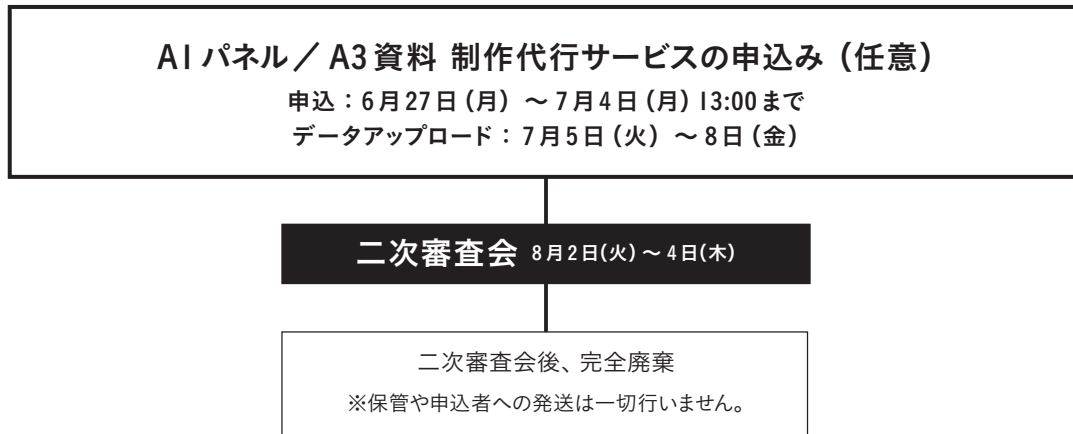 A1パネル／A3資料 制作代行サービスの申込み（任意）
申込：6月27日（月）～7月4日（月）13:00まで
データアップロード：7月5日（火）～8日（金）
二次審査会 8月2日(火)～4日(木)
二次審査会後、完全廃棄
※保管や申込者への発送は一切行いません。